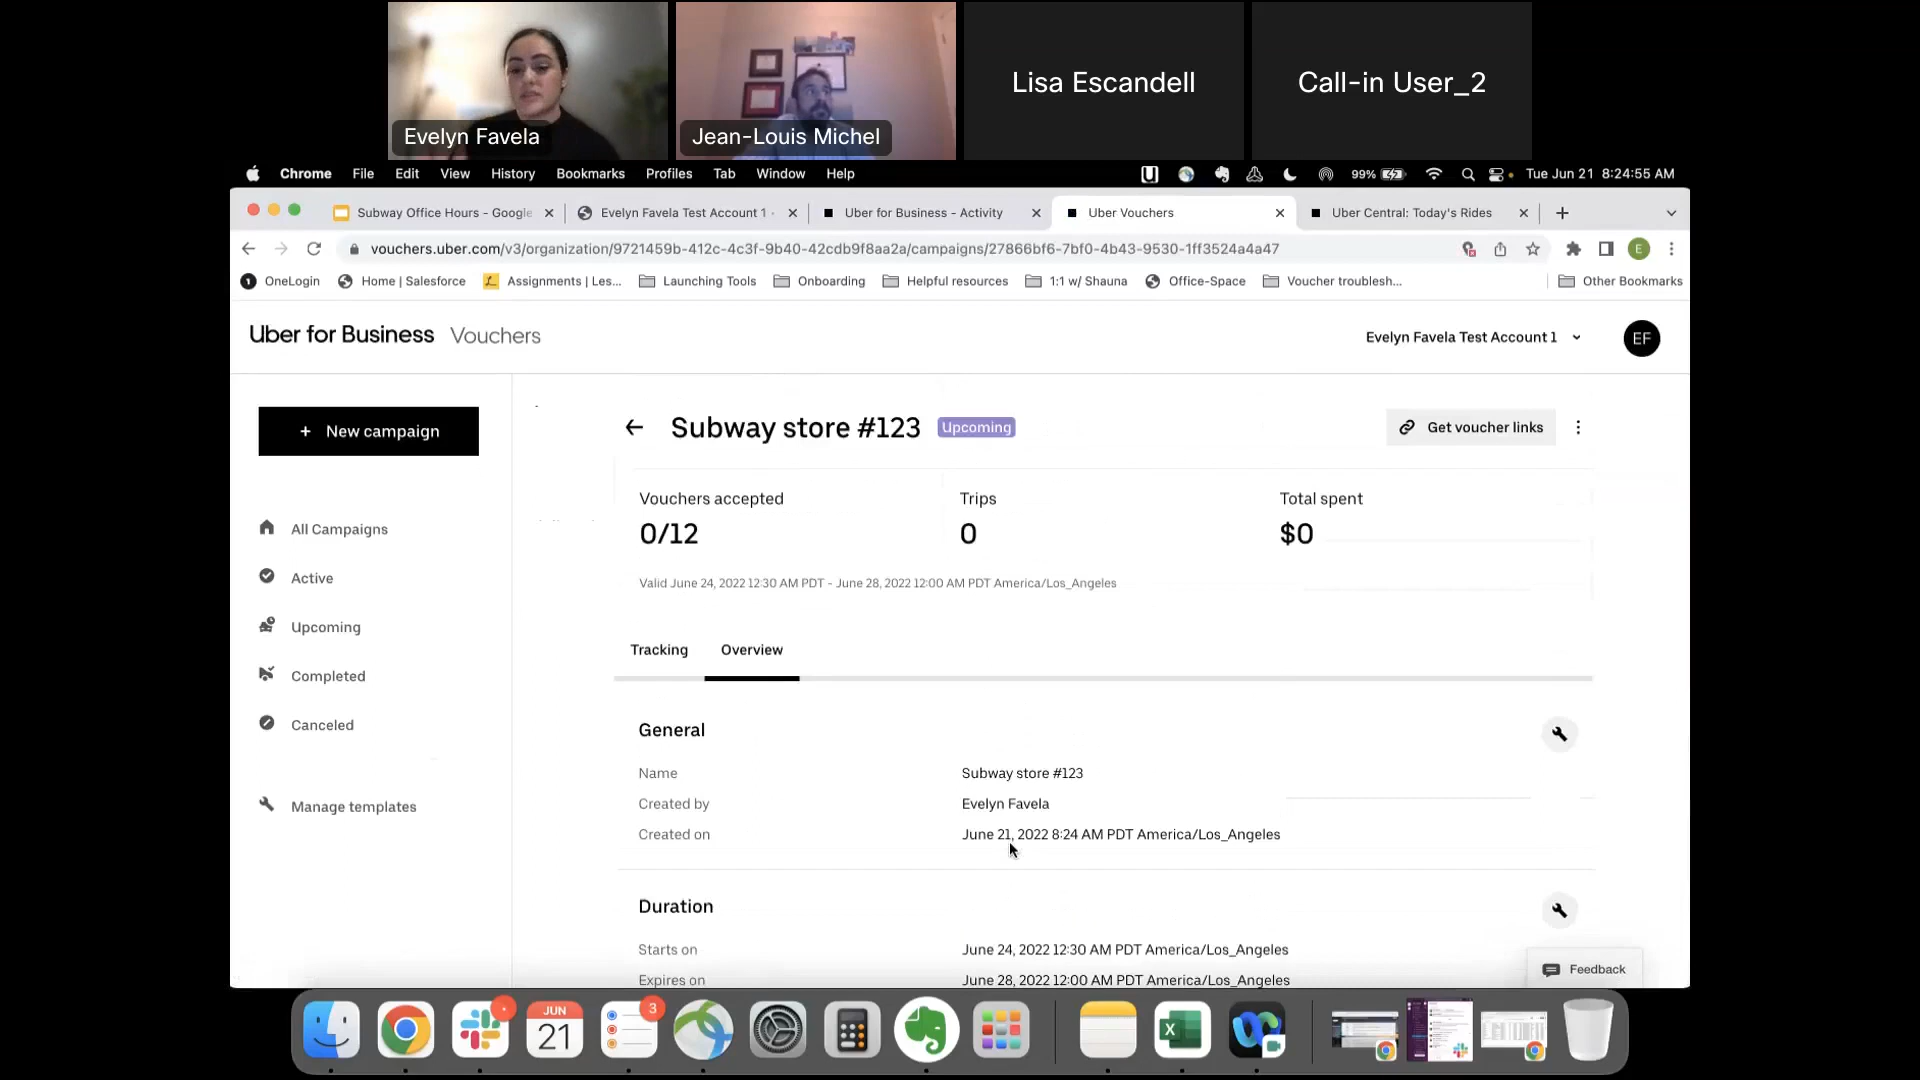 Evelyn Favela
Jean-Louis Michel
Lisa Escandell
Call-in User_2
Chrome File Edit View History Bookmarks Profiles Tab Window Help
99% Tue Jun 21 8:24:55 AM
Subway Office Hours - Google
Evelyn Favela Test Account 1
Uber for Business - Activity
Uber Vouchers
Uber Central: Today's Rides
vouchers.uber.com/v3/organization/9721459b-412c-4c3f-9b40-42cdb9f8aa2a/campaigns/27866bf6-7bf0-4b43-9530-1ff3524a4a47
E
OneLogin Home | Salesforce Assignments | Les... Launching Tools Onboarding Helpful resources 1:1 w/ Shauna Office-Space Voucher troublesh... Other Bookmarks
Uber for Business Vouchers
Evelyn Favela Test Account 1
EF
+ New campaign
All Campaigns
Active
Upcoming
Completed
Canceled
Manage templates
Subway store #123 Upcoming
Get voucher links
Vouchers accepted Trips Total spent
0/12 0 $0
Valid June 24, 2022 12:30 AM PDT - June 28, 2022 12:00 AM PDT America/Los_Angeles
Tracking Overview
General
Name Subway store #123
Created by Evelyn Favela
Created on June 21, 2022 8:24 AM PDT America/Los_Angeles
Duration
Starts on June 24, 2022 12:30 AM PDT America/Los_Angeles
Expires on June 28, 2022 12:00 AM PDT America/Los_Angeles
Feedback
JUN
21
3